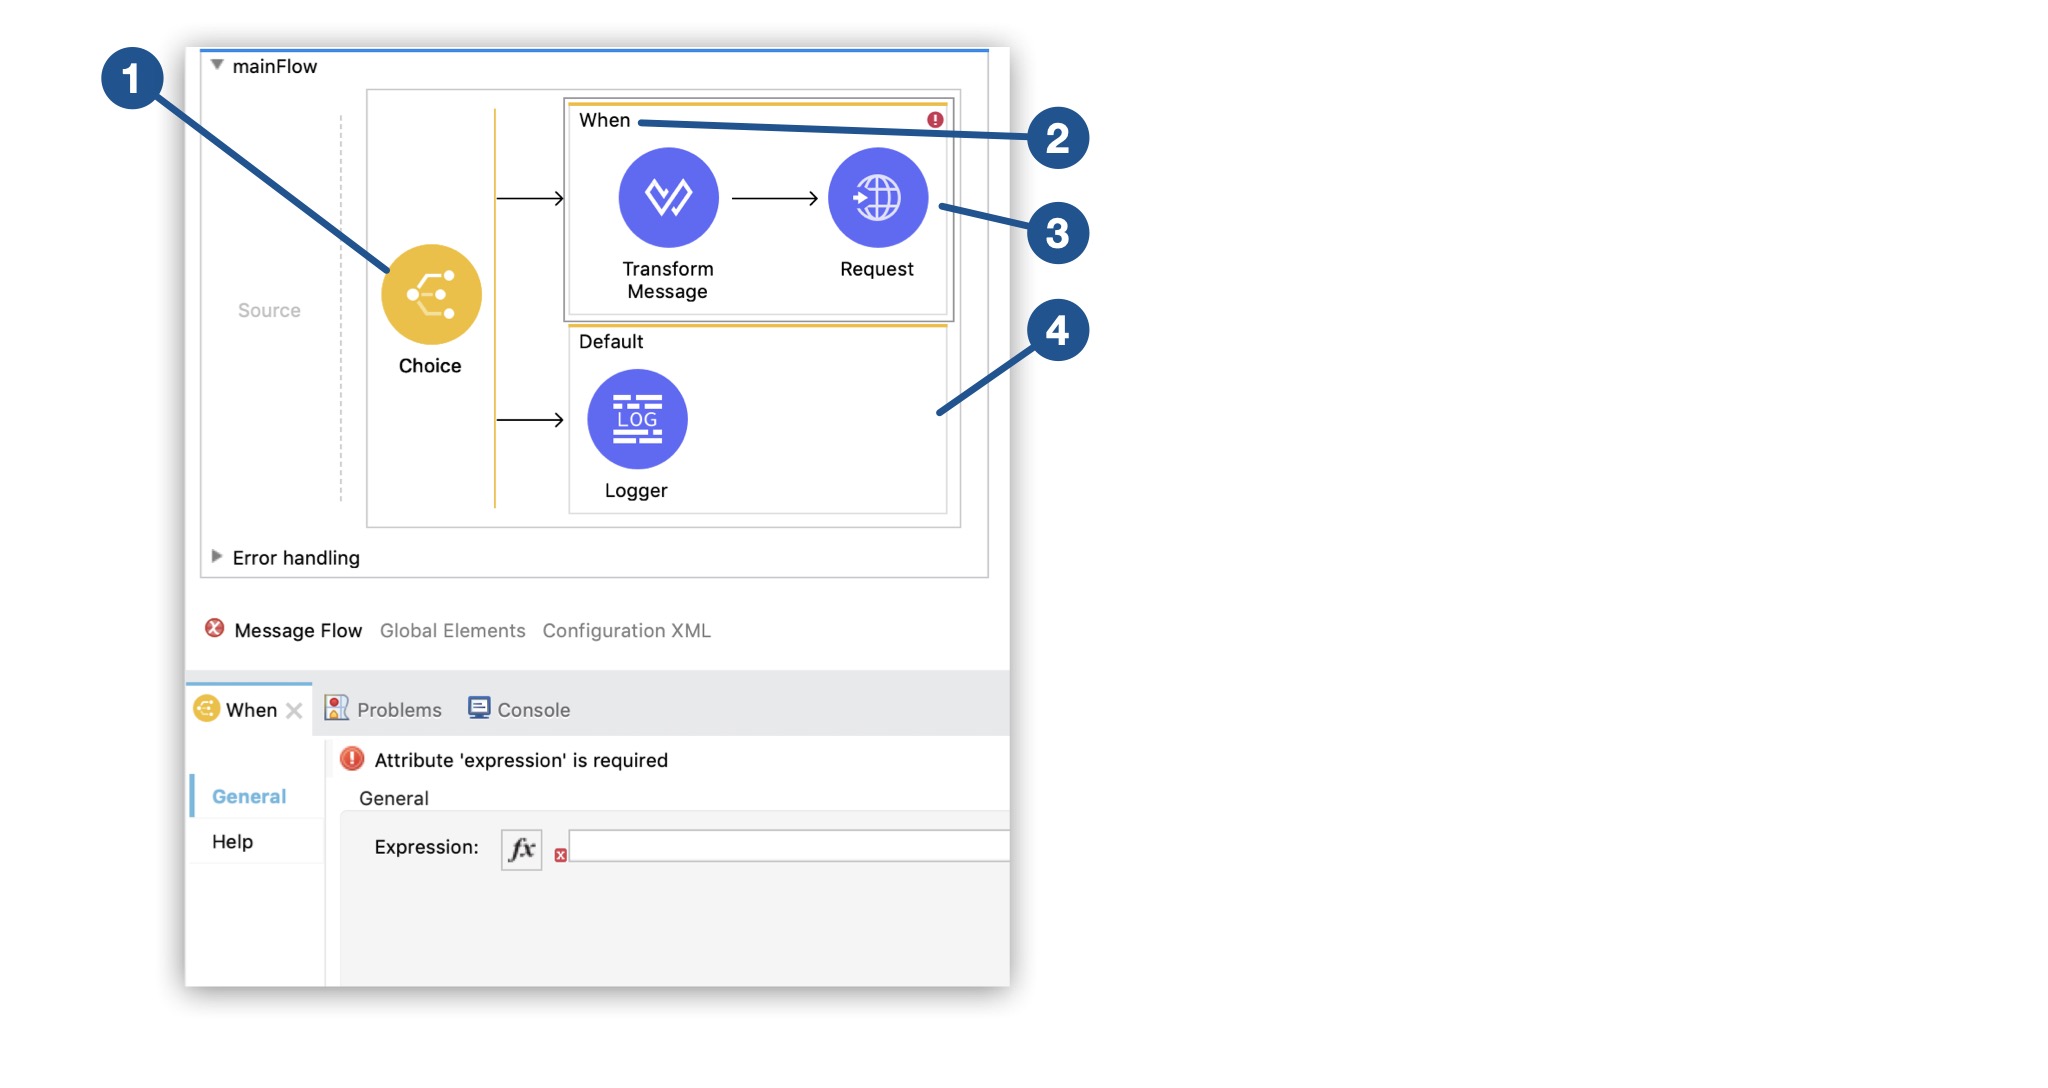 1
mainFlow
When
2
3
Transform
Message
Request
Source
Choice
4
Default
LOG
Logger
Error handling
Message Flow Global Elements Configuration XML
When Problems Console
Attribute 'expression' is required
General
General
Expression: fx
Help